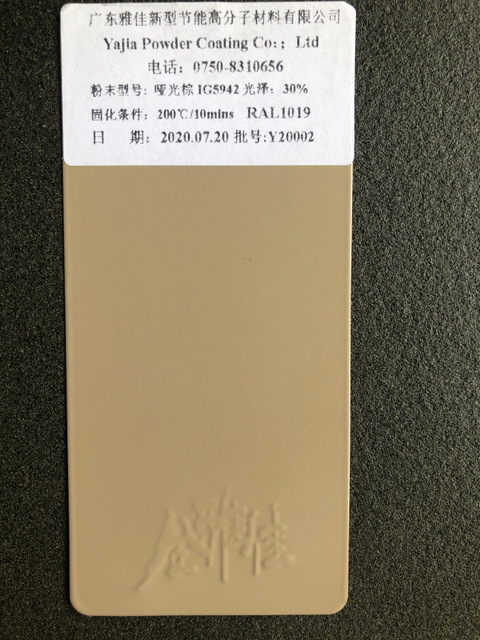 广东雅佳新型节能高分子材料有限公司
Yajia Powder Coating Co:；Ltd
电话：0750-8310656
粉末型号: 哑光棕 IG5942 光泽：30%
固化条件：200℃/10mins RAL1019
日 期：2020.07.20 批号:Y20002